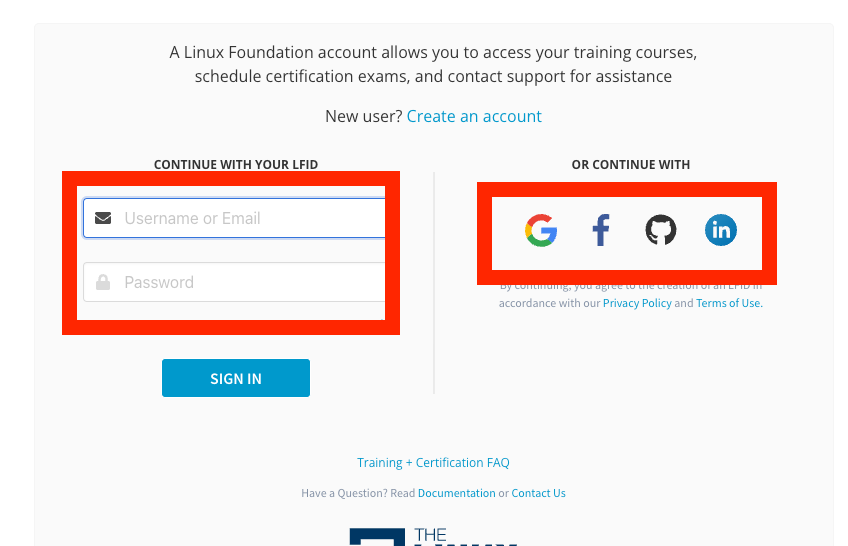 A Linux Foundation account allows you to access your training courses,
schedule certification exams, and contact support for assistance
New user? Create an account
CONTINUE WITH YOUR LFID
Username or Email
Password
SIGN IN
OR CONTINUE WITH
G f in
By continuing, you agree to the creation of an LFID in
accordance with our Privacy Policy and Terms of Use.
Training + Certification FAQ
Have a Question? Read Documentation or Contact Us
THE